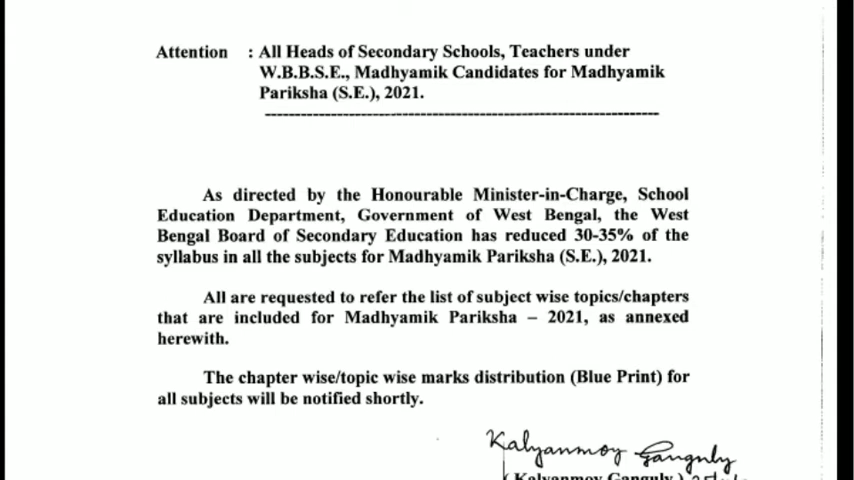 Attention : All Heads of Secondary Schools, Teachers under
W.B.B.S.E., Madhyamik Candidates for Madhyamik
Pariksha (S.E.), 2021.
As directed by the Honourable Minister-in-Charge, School
Education Department, Government of West Bengal, the West
Bengal Board of Secondary Education has reduced 30-35% of the
syllabus in all the subjects for Madhyamik Pariksha (S.E.), 2021.
All are requested to refer the list of subject wise topics/chapters
that are included for Madhyamik Pariksha – 2021, as annexed
herewith.
The chapter wise/topic wise marks distribution (Blue Print) for
all subjects will be notified shortly.
Kalyanmoy Ganguly
( Kalyanmoy Ganguly )